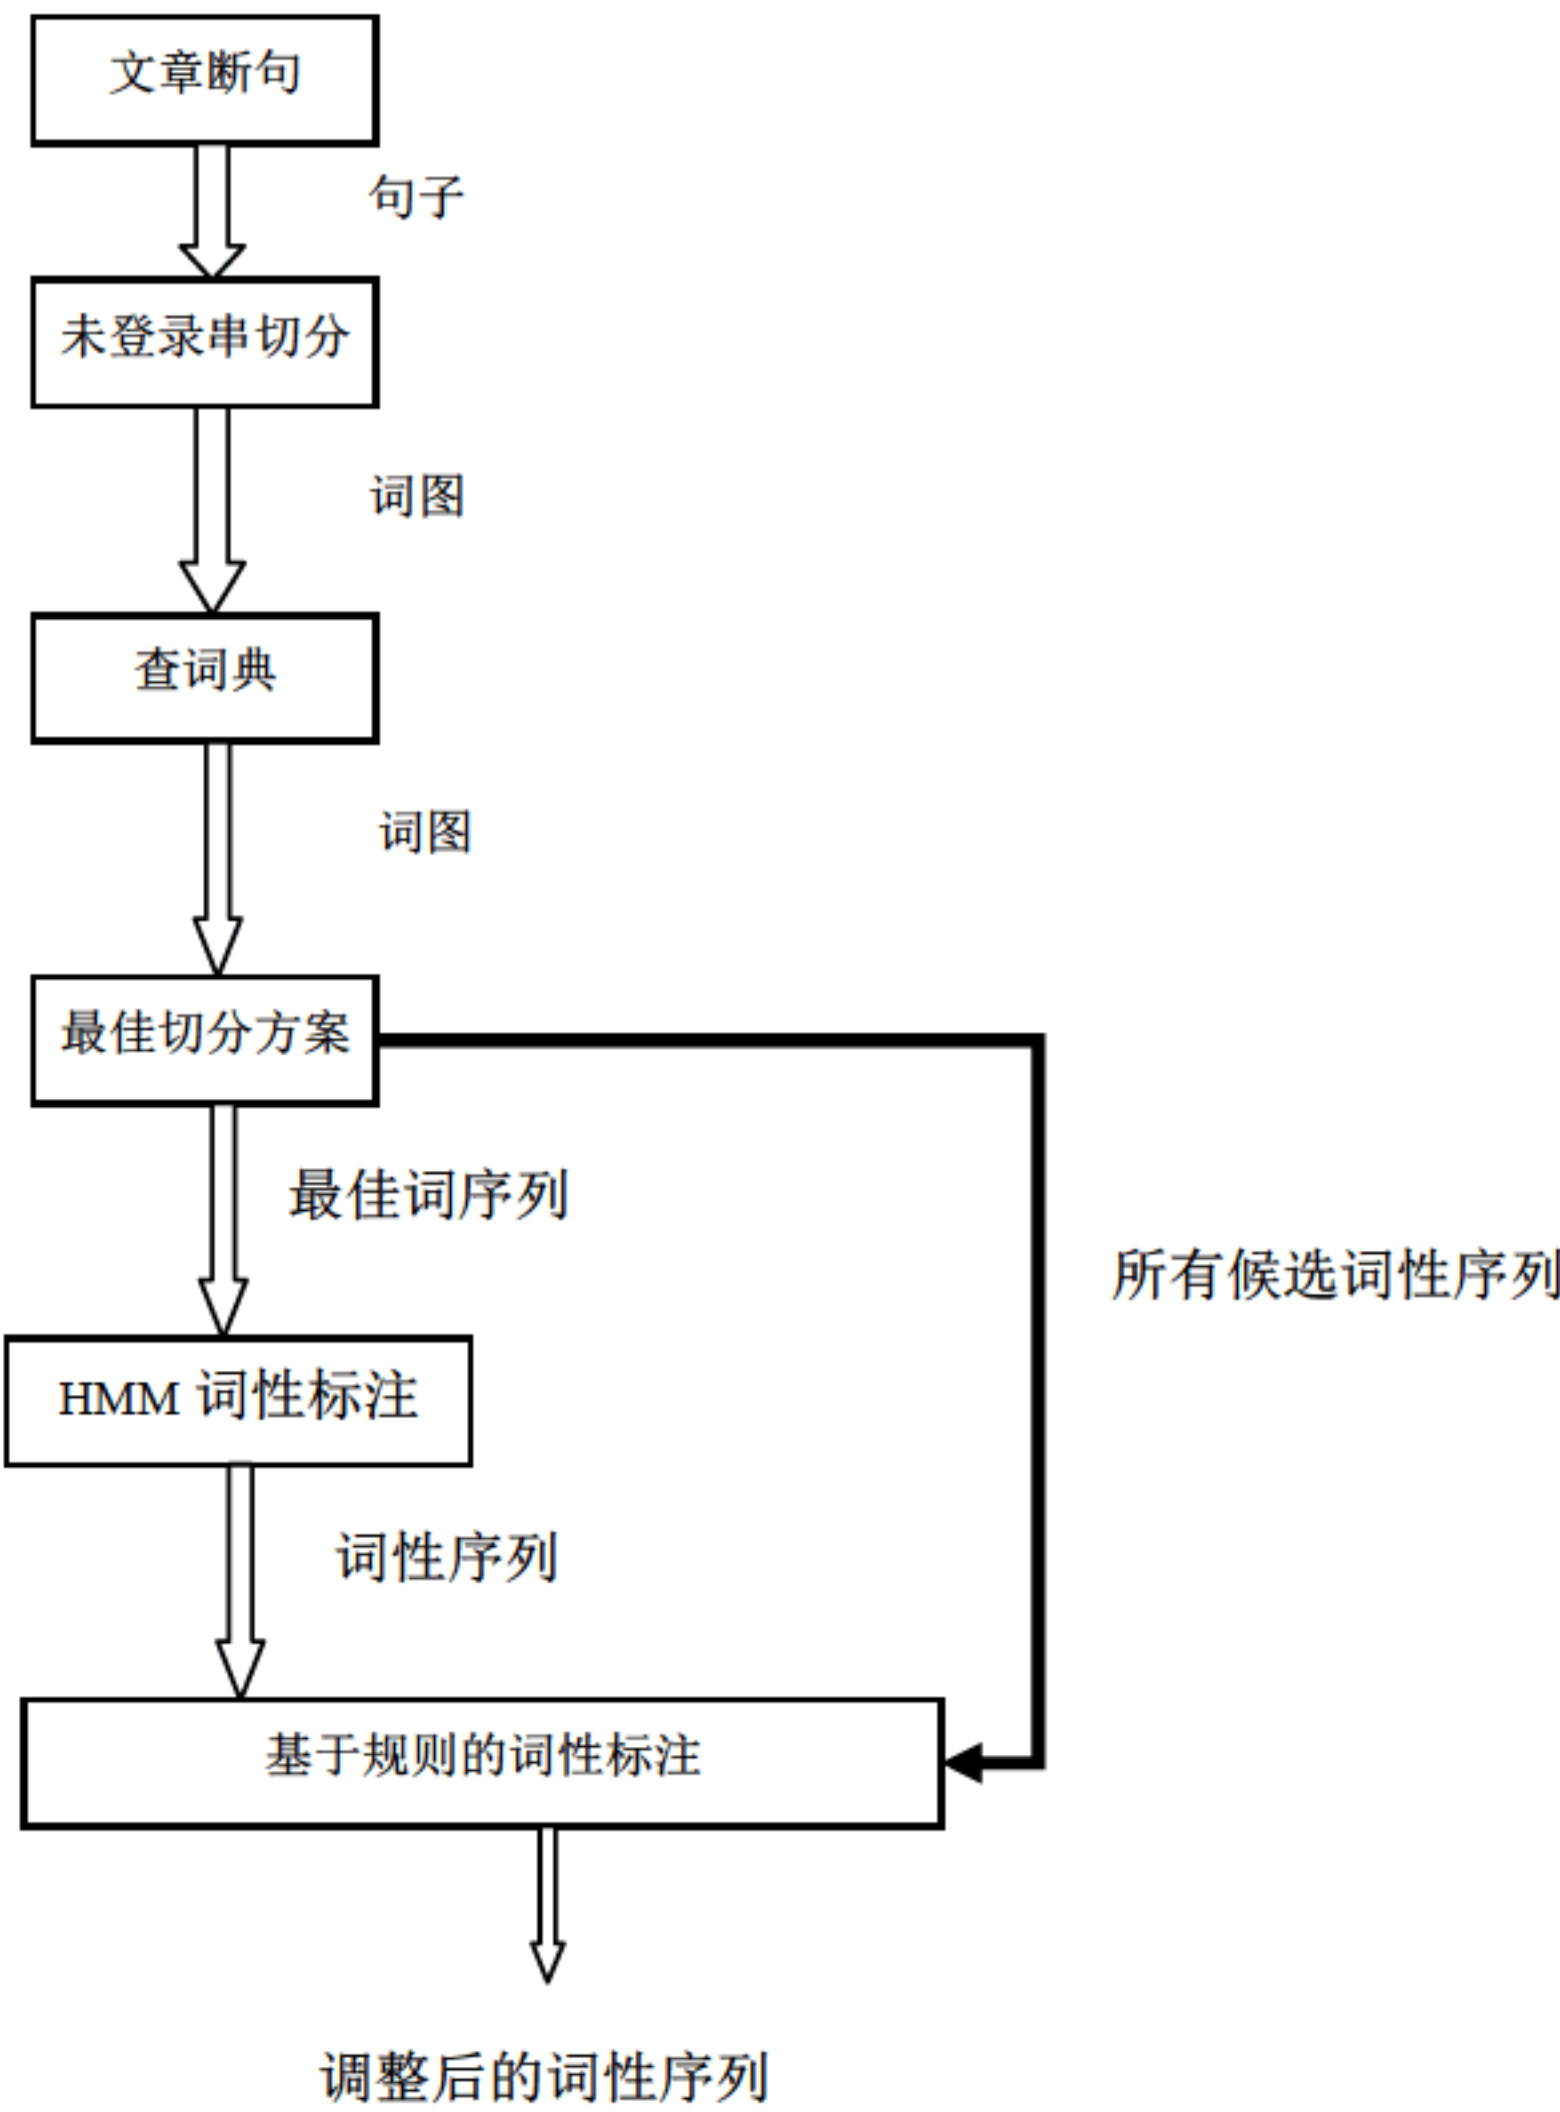 文章断句
句子
未登录串切分
词图
查词典
词图
最佳切分方案
最佳词序列
所有候选词性序列
HMM 词性标注
词性序列
基于规则的词性标注
调整后的词性序列